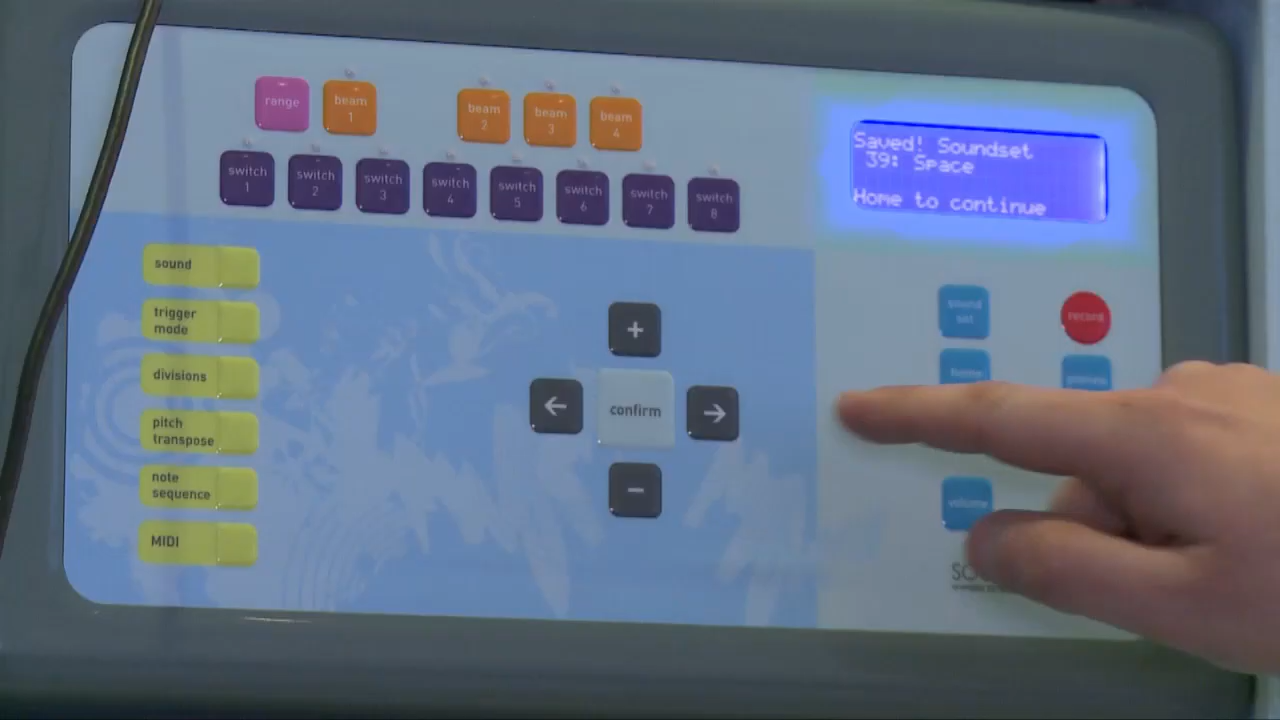 range
beam
1
beam
2
beam
3
beam
4
switch
1
switch
2
switch
3
switch
4
switch
5
switch
6
switch
7
switch
8
Saved! Soundset
39: Space
Home to continue
sound
trigger
mode
divisions
pitch
transpose
note
sequence
MIDI
+
←
confirm
→
−
sound
set
record
home
volume